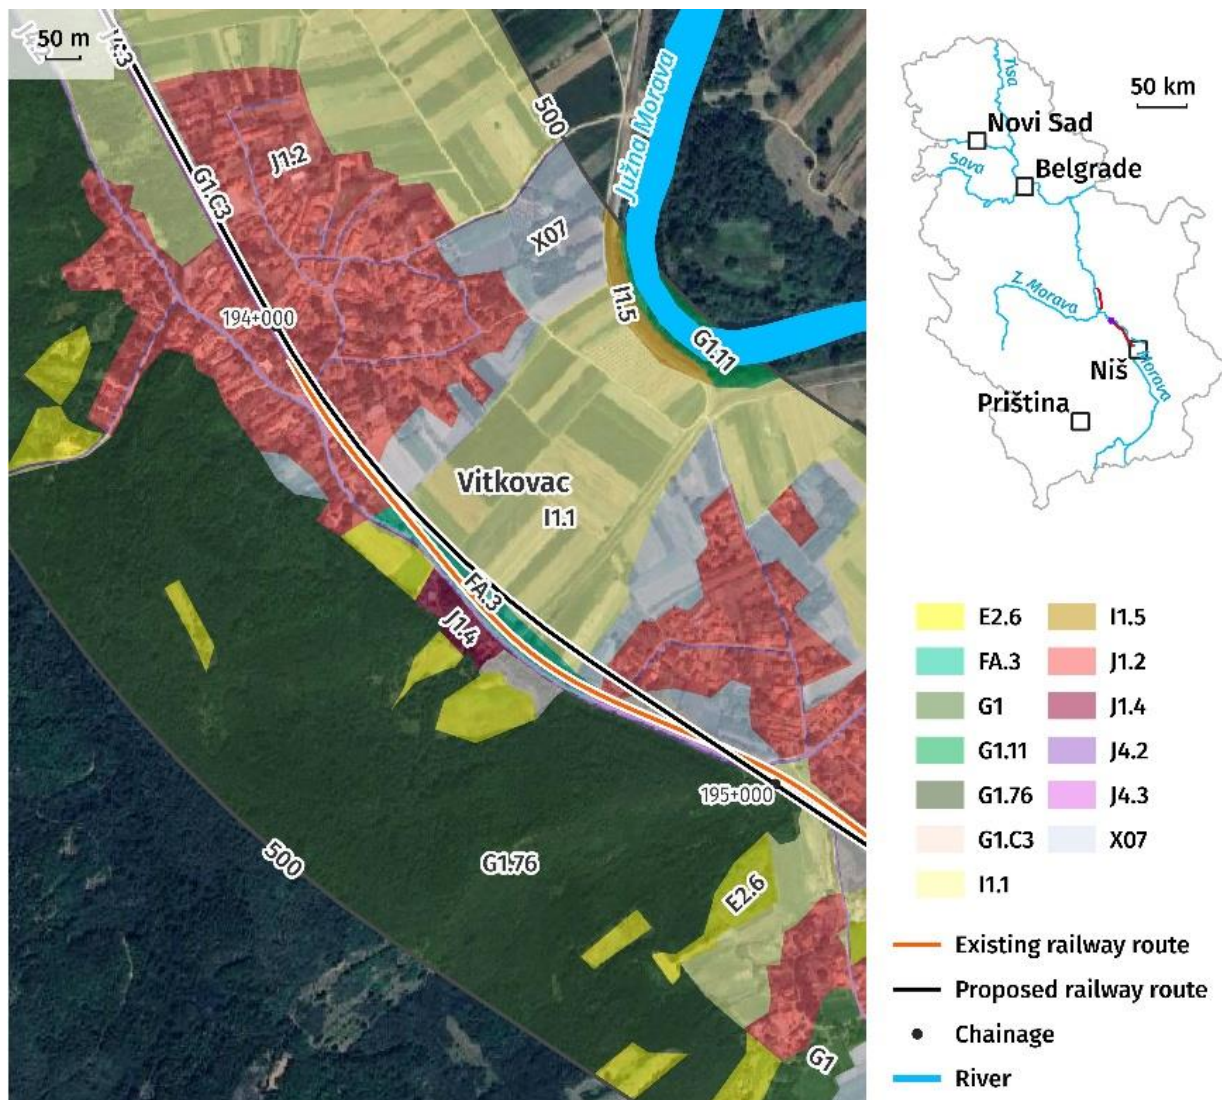 50 m
J4.2
J4.3
500
Južna Morava
J1.2
G1.C3
X07
194+000
I1.5
G1.11
Vitkovac
I1.1
FA.3
J1.4
195+000
500
G1.76
E2.6
G1
Tisa
50 km
Novi Sad
Sava
Belgrade
Z. Morava
Niš
J. Morava
Priština
E2.6
FA.3
G1
G1.11
G1.76
G1.C3
I1.1
I1.5
J1.2
J1.4
J4.2
J4.3
X07
Existing railway route
Proposed railway route
Chainage
River